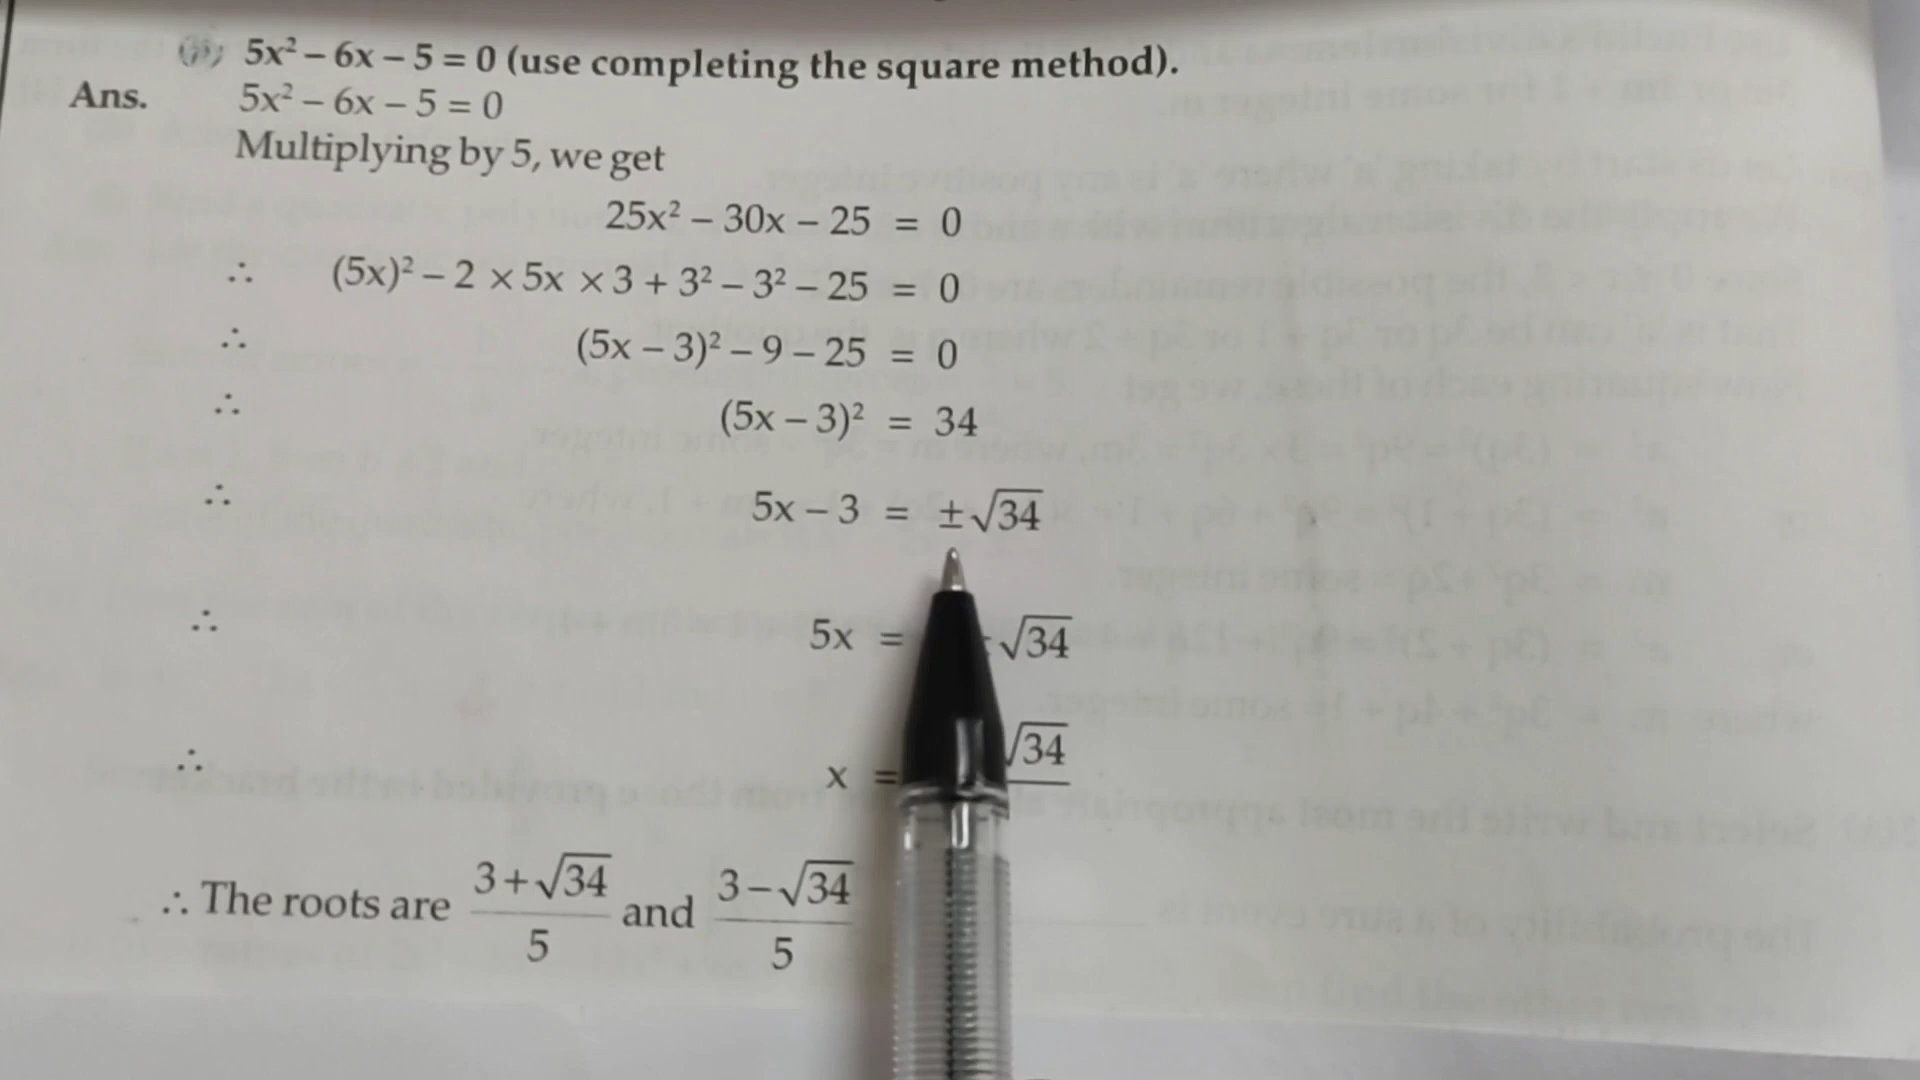 5x² – 6x – 5 = 0 (use completing the square method).
Ans. 5x² – 6x – 5 = 0
Multiplying by 5, we get
25x² – 30x – 25 = 0
∴ (5x)² – 2 × 5x × 3 + 3² – 3² – 25 = 0
∴ (5x – 3)² – 9 – 25 = 0
∴ (5x – 3)² = 34
∴ 5x – 3 = ±√34
∴ 5x = √34
∴ x = √34
∴ The roots are (3+√34)/5 and (3–√34)/5